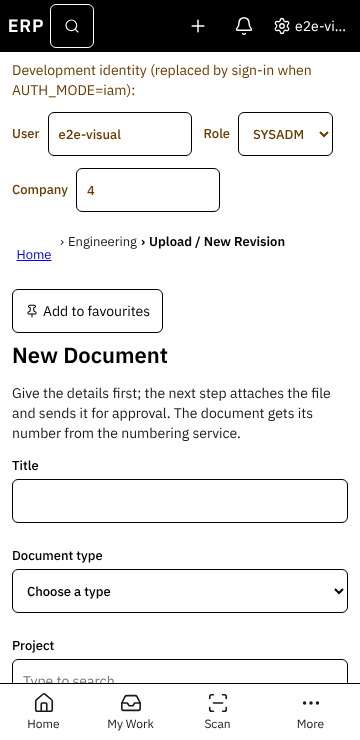 ERP
e2e-vi...
Development identity (replaced by sign-in when
AUTH_MODE=iam):
User
e2e-visual
Role
SYSADM
Company
4
Home › Engineering › Upload / New Revision
Add to favourites
New Document
Give the details first; the next step attaches the file
and sends it for approval. The document gets its
number from the numbering service.
Title
Document type
Choose a type
Project
Type to search
Home
My Work
Scan
More